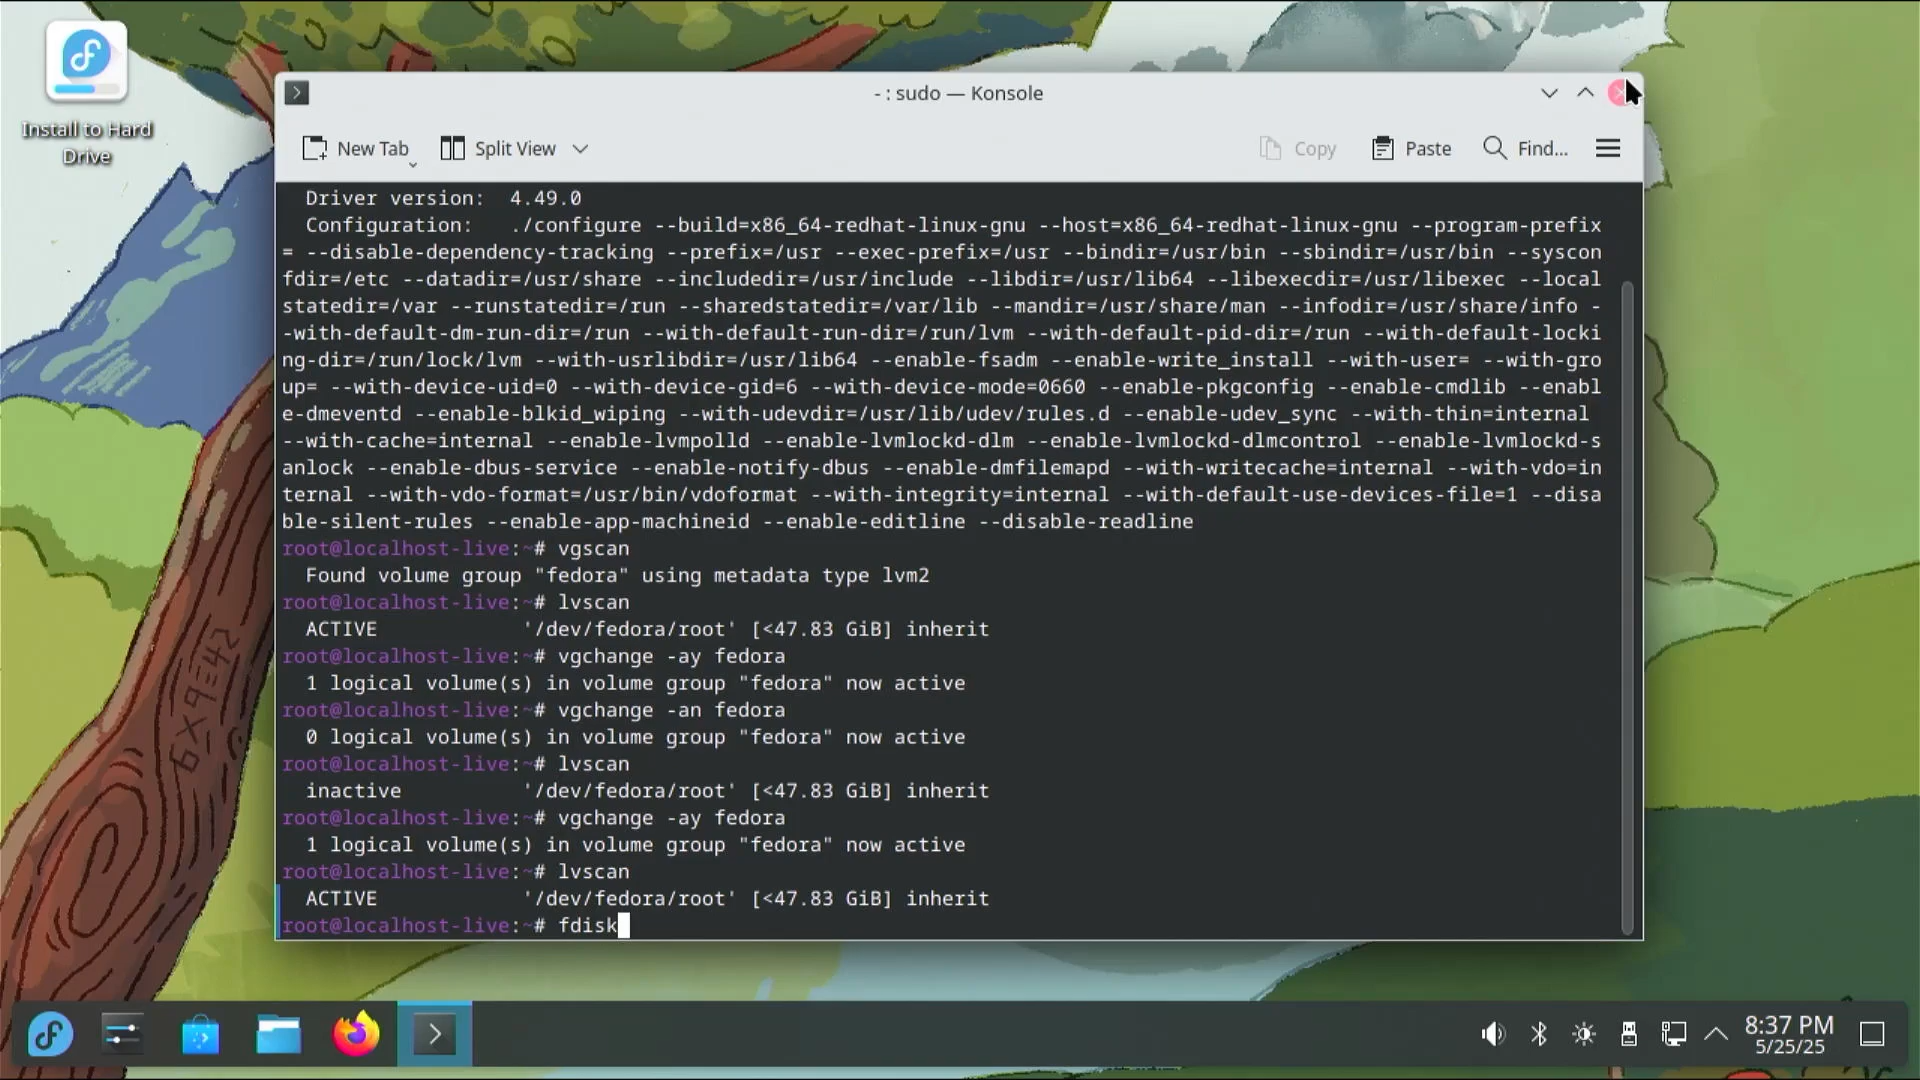 Install to Hard
Drive
- : sudo — Konsole
New Tab
Split View
Copy
Paste
Find...
Driver version:  4.49.0
Configuration:   ./configure --build=x86_64-redhat-linux-gnu --host=x86_64-redhat-linux-gnu --program-prefix
= --disable-dependency-tracking --prefix=/usr --exec-prefix=/usr --bindir=/usr/bin --sbindir=/usr/bin --syscon
fdir=/etc --datadir=/usr/share --includedir=/usr/include --libdir=/usr/lib64 --libexecdir=/usr/libexec --local
statedir=/var --runstatedir=/run --sharedstatedir=/var/lib --mandir=/usr/share/man --infodir=/usr/share/info -
-with-default-dm-run-dir=/run --with-default-run-dir=/run/lvm --with-default-pid-dir=/run --with-default-locki
ng-dir=/run/lock/lvm --with-usrlibdir=/usr/lib64 --enable-fsadm --enable-write_install --with-user= --with-gro
up= --with-device-uid=0 --with-device-gid=6 --with-device-mode=0660 --enable-pkgconfig --enable-cmdlib --enabl
e-dmeventd --enable-blkid_wiping --with-udevdir=/usr/lib/udev/rules.d --enable-udev_sync --with-thin=internal
--with-cache=internal --enable-lvmpolld --enable-lvmlockd-dlm --enable-lvmlockd-dlmcontrol --enable-lvmlockd-s
anlock --enable-dbus-service --enable-notify-dbus --enable-dmfilemapd --with-writecache=internal --with-vdo=in
ternal --with-vdo-format=/usr/bin/vdoformat --with-integrity=internal --with-default-use-devices-file=1 --disa
ble-silent-rules --enable-app-machineid --enable-editline --disable-readline
root@localhost-live:~# vgscan
  Found volume group "fedora" using metadata type lvm2
root@localhost-live:~# lvscan
  ACTIVE            '/dev/fedora/root' [<47.83 GiB] inherit
root@localhost-live:~# vgchange -ay fedora
  1 logical volume(s) in volume group "fedora" now active
root@localhost-live:~# vgchange -an fedora
  0 logical volume(s) in volume group "fedora" now active
root@localhost-live:~# lvscan
  inactive          '/dev/fedora/root' [<47.83 GiB] inherit
root@localhost-live:~# vgchange -ay fedora
  1 logical volume(s) in volume group "fedora" now active
root@localhost-live:~# lvscan
  ACTIVE            '/dev/fedora/root' [<47.83 GiB] inherit
root@localhost-live:~# fdisk
6x9=42
8:37 PM
5/25/25